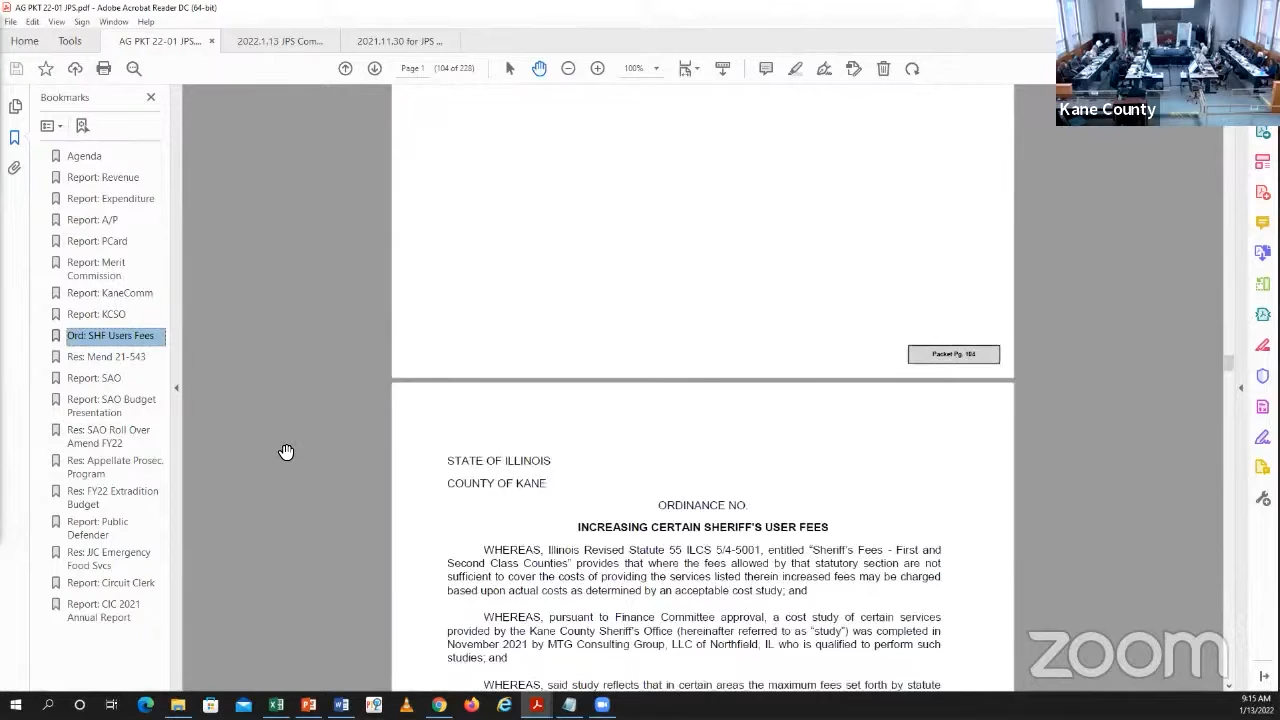 AG PKT 22-01 JPS.pdf - Adobe Acrobat Reader DC (64-bit)
File Edit View Sign Window Help
Home Tools AG PKT 22-01 JPS... × 2022.1.13 JPS Com... 2021.11.30 for JPS ...
Page 1 (104 of 228) 100%
Kane County
Bookmarks
Agenda
Report: Revenue
Report: Expenditure
Report: A/P
Report: PCard
Report: Merit
Commission
Report: KaneComm
Report: KCSO
Ord: SHF Users Fees
Res: Mend 21-543
Report: SAO
Report: SAO Budget
Presentation
Res: SAO Roll Over
Amend FY22
Res: Appellate Prosec.
Program
Res: FY22 Extradition
Budget
Report: Public
Defender
Res: JJC Emergency
Food Svcs
Report: Circuit Clerk
Report: CIC 2021
Annual Report
Packet Pg. 104
STATE OF ILLINOIS
COUNTY OF KANE
ORDINANCE NO.
INCREASING CERTAIN SHERIFF'S USER FEES
WHEREAS, Illinois Revised Statute 55 ILCS 5/4-5001, entitled “Sheriff’s Fees - First and
Second Class Counties” provides that where the fees allowed by that statutory section are not
sufficient to cover the costs of providing the services listed therein increased fees may be charged
based upon actual costs as determined by an acceptable cost study; and
WHEREAS, pursuant to Finance Committee approval, a cost study of certain services
provided by the Kane County Sheriff’s Office (hereinafter referred to as “study”) was completed in
November 2021 by MTG Consulting Group, LLC of Northfield, IL who is qualified to perform such
studies; and
WHEREAS, said study reflects that in certain areas the maximum fees set forth by statute
zoom
9:15 AM
1/13/2022